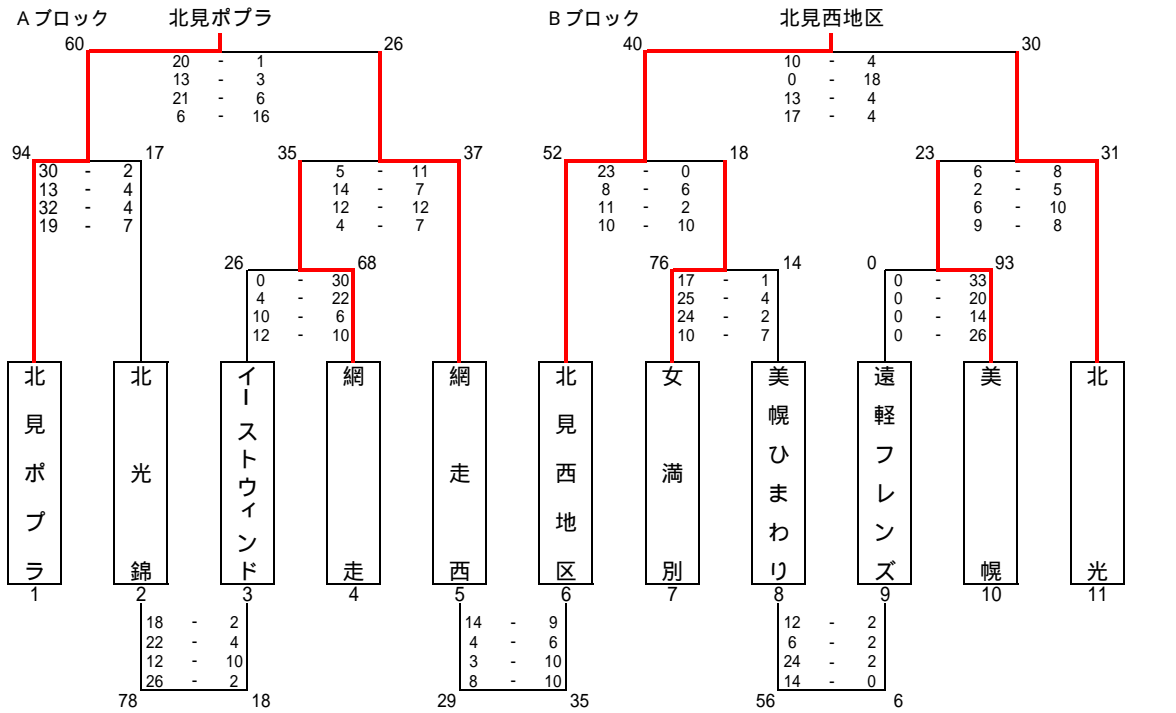 Aブロック 北見ポプラ Bブロック 北見西地区
60 26 40 30
20 - 1 10 - 4
13 - 3 0 - 18
21 - 6 13 - 4
6 - 16 17 - 4
94 17 35 37 52 18 23 31
30 - 2 5 - 11 23 - 0 6 - 8
13 - 4 14 - 7 8 - 6 2 - 5
32 - 4 12 - 12 11 - 2 6 - 10
19 - 7 4 - 7 10 - 10 9 - 8
26 68 76 14 0 93
0 - 30 17 - 1 0 - 33
4 - 22 25 - 4 0 - 20
10 - 6 24 - 2 0 - 14
12 - 10 10 - 7 0 - 26
北見ポプラ
北光錦
イーストウィンド
網走
網走西
北見西地区
女満別
美幌ひまわり
遠軽フレンズ
美幌
北光
1 2 3 4 5 6 7 8 9 10 11
18 - 2 14 - 9 12 - 2
22 - 4 4 - 6 6 - 2
12 - 10 3 - 10 24 - 2
26 - 2 8 - 10 14 - 0
78 18 29 35 56 6